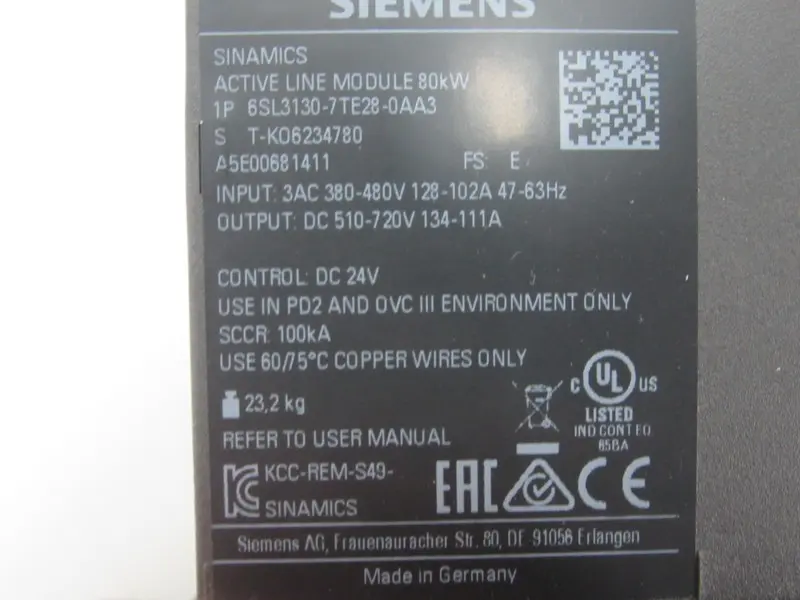 SIEMENS
SINAMICS
ACTIVE LINE MODULE 80kW
1P 6SL3130-7TE28-0AA3
S T-K06234780
A5E00681411 FS: E
INPUT: 3AC 380-480V 128-102A 47-63Hz
OUTPUT: DC 510-720V 134-111A
CONTROL: DC 24V
USE IN PD2 AND OVC III ENVIRONMENT ONLY
SCCR: 100kA
USE 60/75°C COPPER WIRES ONLY
23,2 kg
C UL US
LISTED
IND CONT EQ
REFER TO USER MANUAL
65BA
KCC-REM-S49-
SINAMICS
EAC CE
Siemens AG, Frauenauracher Str. 80, DE 91056 Erlangen
Made in Germany